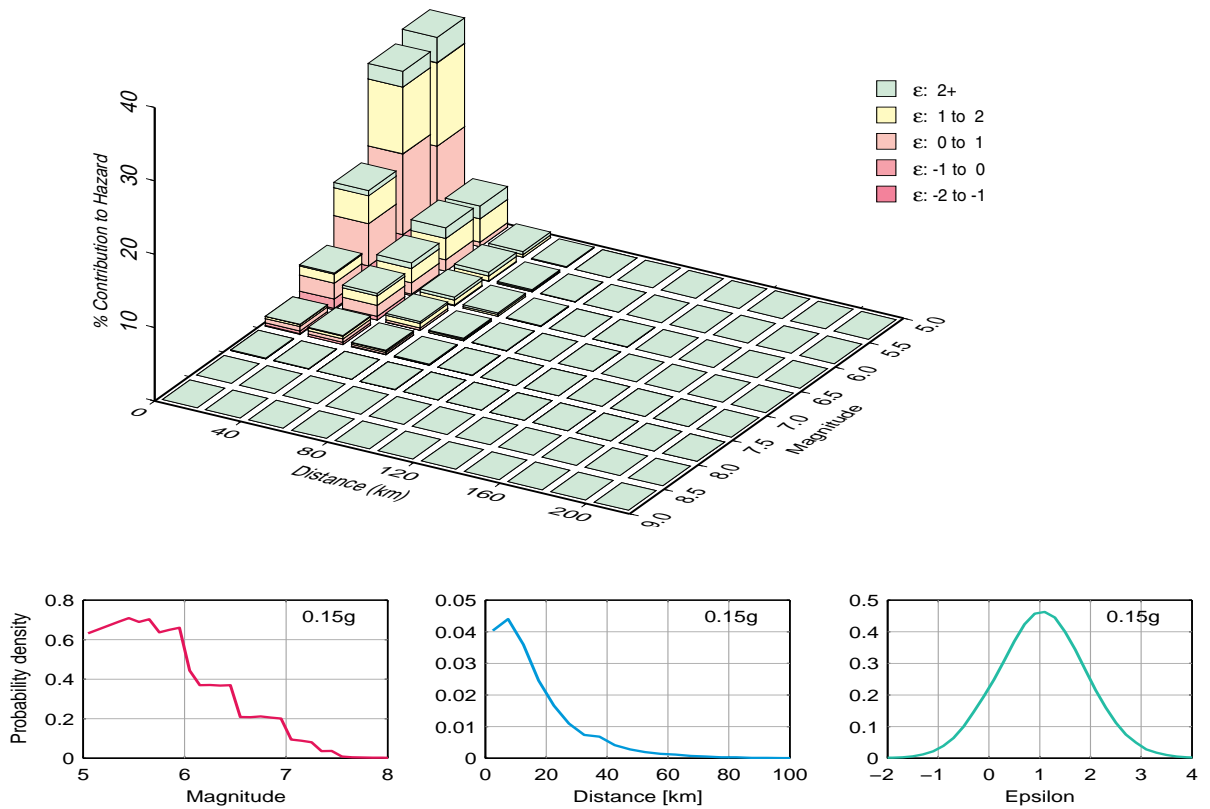 % Contribution to Hazard
40
30
20
10
0
40
80
120
160
200
Distance (km)
5.0
5.5
6.0
6.5
7.0
7.5
8.0
8.5
9.0
Magnitude
ε: 2+
ε: 1 to 2
ε: 0 to 1
ε: -1 to 0
ε: -2 to -1
Probability density
0.8
0.6
0.4
0.2
0
0.15g
5 6 7 8
Magnitude
0.05
0.04
0.03
0.02
0.01
0
0.15g
0 20 40 60 80 100
Distance [km]
0.5
0.4
0.3
0.2
0.1
0
0.15g
−2 −1 0 1 2 3 4
Epsilon